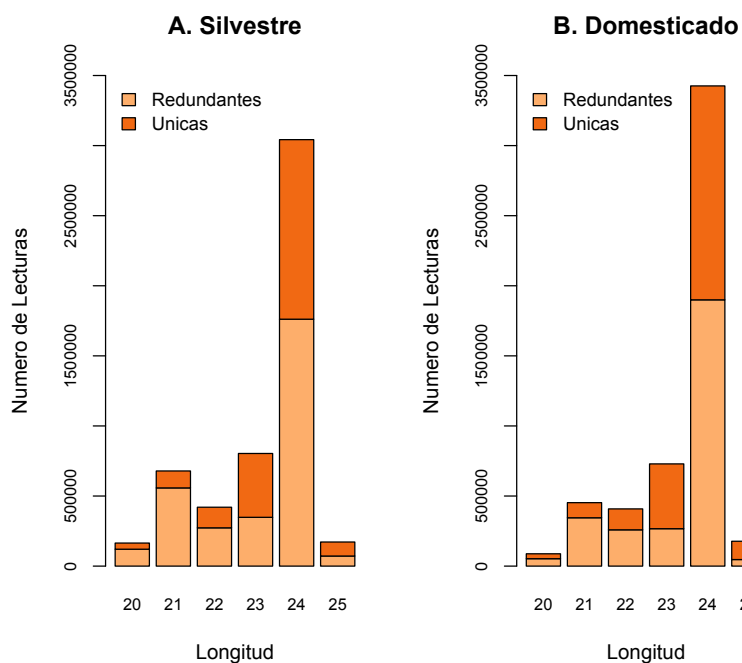 A. Silvestre
3500000
2500000
1500000
500000
0
Numero de Lecturas
Redundantes
Unicas
20 21 22 23 24 25
Longitud
B. Domesticado
3500000
2500000
1500000
500000
0
Numero de Lecturas
Redundantes
Unicas
20 21 22 23 24
Longitud